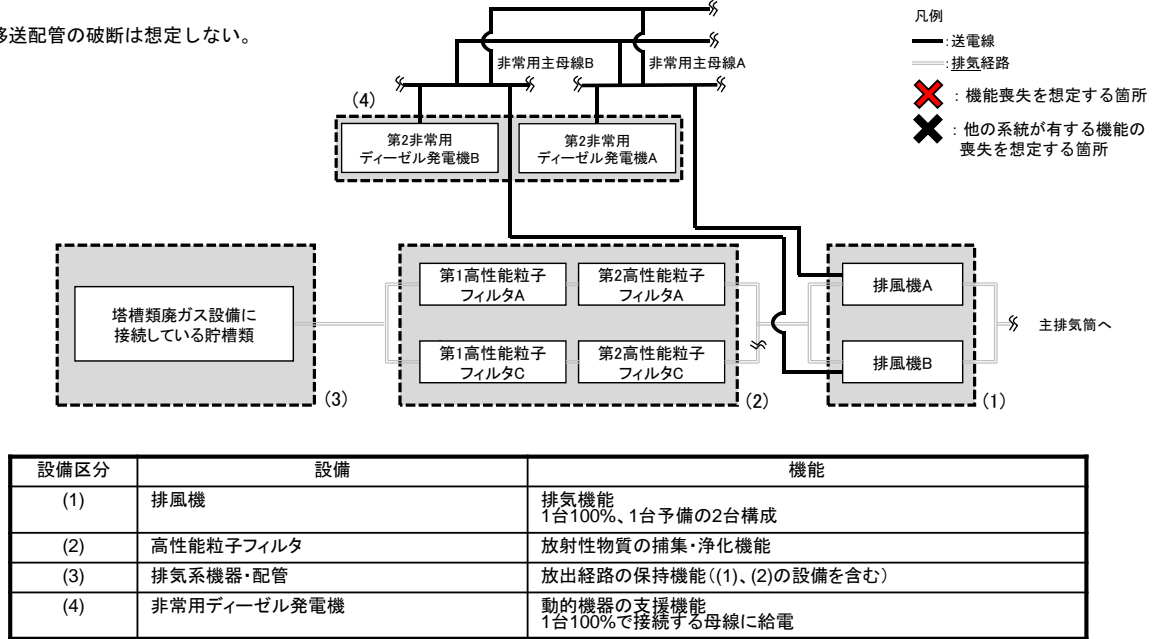 移送配管の破断は想定しない。
凡例
:送電線
:排気経路
:機能喪失を想定する箇所
:他の系統が有する機能の
喪失を想定する箇所
非常用主母線B
非常用主母線A
(4)
第2非常用
ディーゼル発電機B
第2非常用
ディーゼル発電機A
塔槽類廃ガス設備に
接続している貯槽類
(3)
第1高性能粒子
フィルタA
第2高性能粒子
フィルタA
第1高性能粒子
フィルタC
第2高性能粒子
フィルタC
(2)
排風機A
排風機B
(1)
主排気筒へ
設備区分 設備 機能
(1) 排風機 排気機能
1台100%、1台予備の2台構成
(2) 高性能粒子フィルタ 放射性物質の捕集・浄化機能
(3) 排気系機器・配管 放出経路の保持機能((1)、(2)の設備を含む)
(4) 非常用ディーゼル発電機 動的機器の支援機能
1台100%で接続する母線に給電